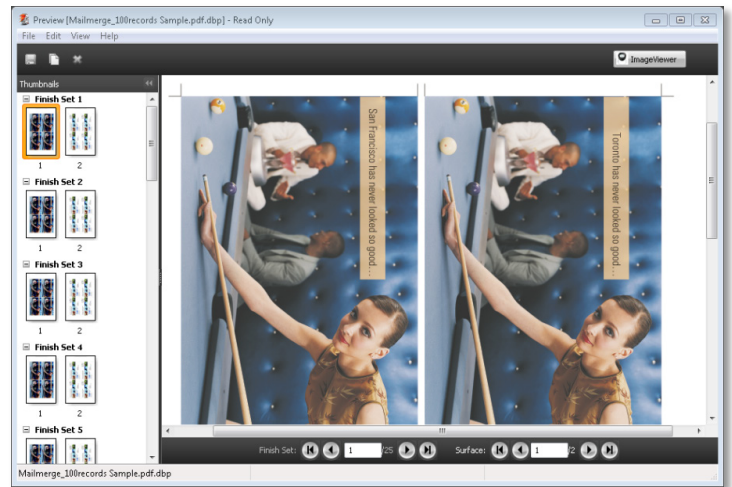 Preview [Mailmerge_100records Sample.pdf.dbp] - Read Only
File Edit View Help
ImageViewer
Thumbnails
Finish Set 1
1 2
Finish Set 2
1 2
Finish Set 3
1 2
Finish Set 4
1 2
Finish Set 5
San Francisco has never looked so good...
Toronto has never looked so good...
Finish Set: 1 /25 Surface: 1 /2
Mailmerge_100records Sample.pdf.dbp